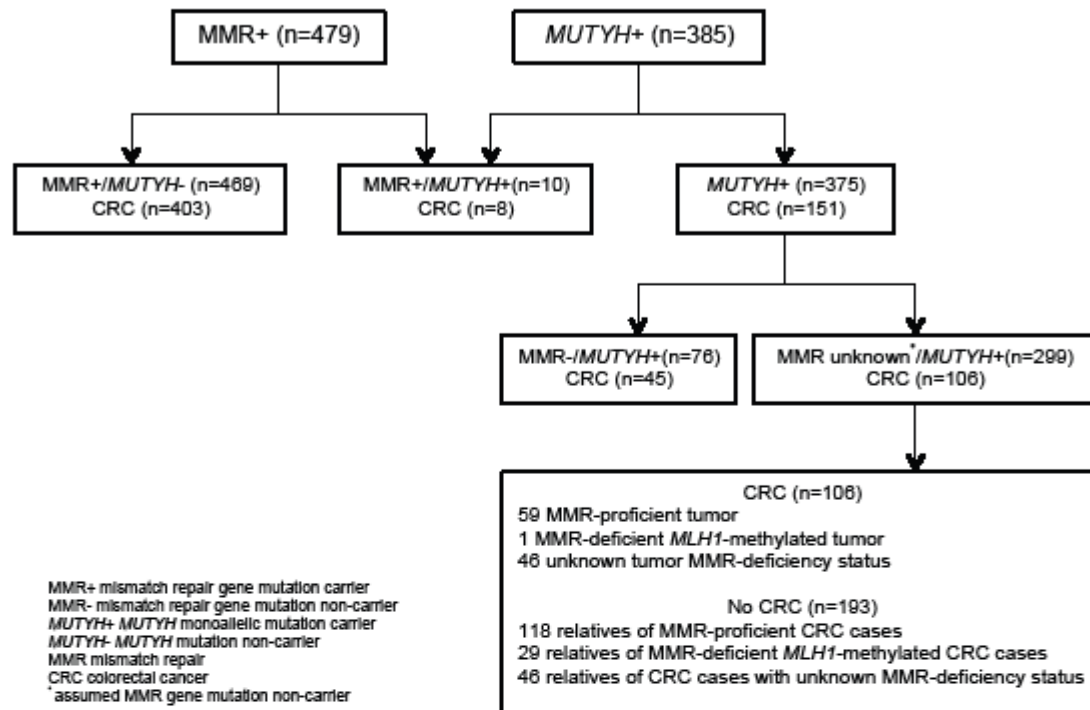 MMR+ (n=479)
MUTYH+ (n=385)
MMR+/MUTYH- (n=469)
CRC (n=403)
MMR+/MUTYH+(n=10)
CRC (n=8)
MUTYH+ (n=375)
CRC (n=151)
MMR-/MUTYH+(n=76)
CRC (n=45)
MMR unknown*/MUTYH+(n=299)
CRC (n=106)
CRC (n=106)
59 MMR-proficient tumor
1 MMR-deficient MLH1-methylated tumor
46 unknown tumor MMR-deficiency status
No CRC (n=193)
118 relatives of MMR-proficient CRC cases
29 relatives of MMR-deficient MLH1-methylated CRC cases
46 relatives of CRC cases with unknown MMR-deficiency status
MMR+ mismatch repair gene mutation carrier
MMR- mismatch repair gene mutation non-carrier
MUTYH+ MUTYH monoallelic mutation carrier
MUTYH- MUTYH mutation non-carrier
MMR mismatch repair
CRC colorectal cancer
*assumed MMR gene mutation non-carrier